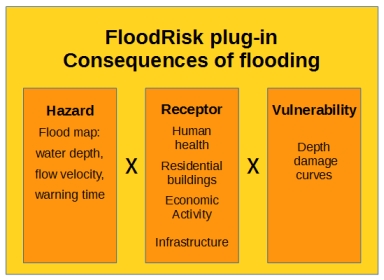 FloodRisk plug-in
Consequences of flooding
Hazard
Flood map:
water depth,
flow velocity,
warning time
X
Receptor
Human
health
Residential
buildings
Economic
Activity
Infrastructure
X
Vulnerability
Depth
damage
curves